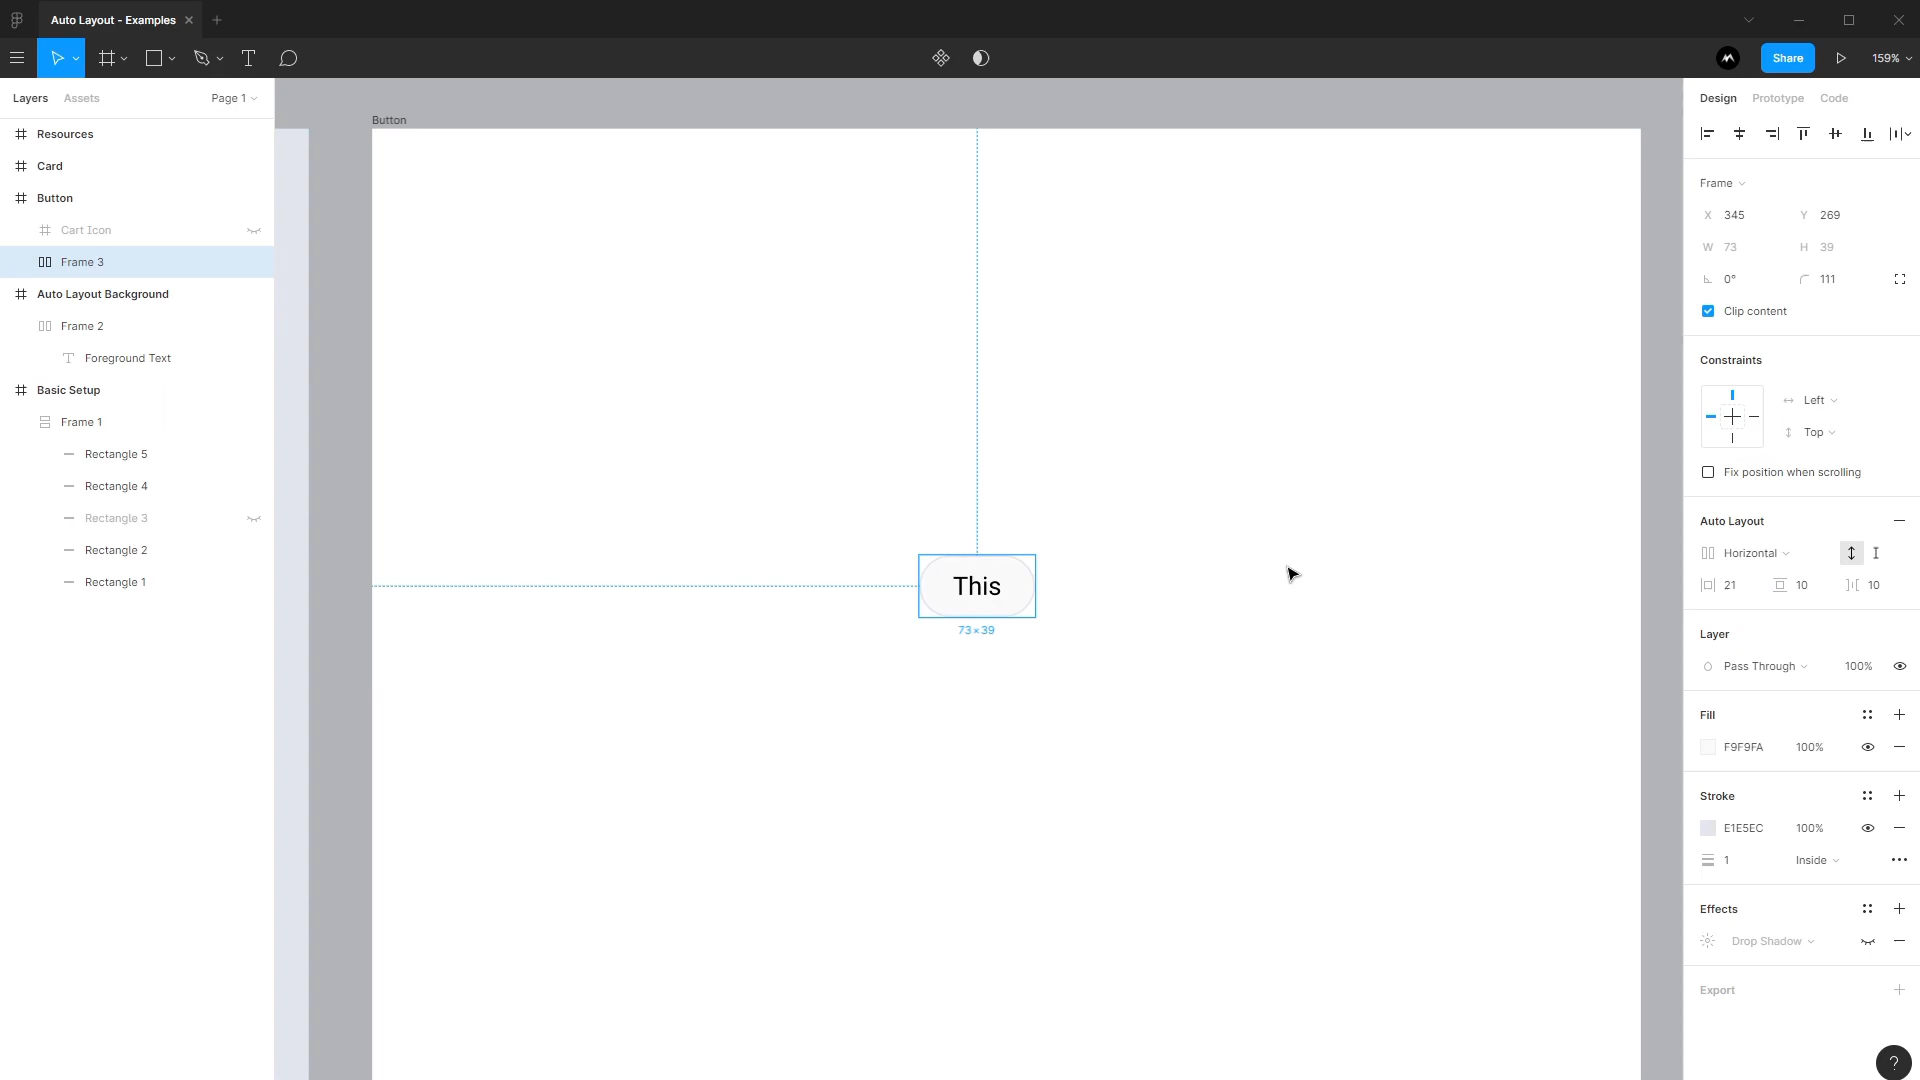 Auto Layout - Examples
Share
159%
Layers
Assets
Page 1
Resources
Card
Button
Cart Icon
Frame 3
Auto Layout Background
Frame 2
Foreground Text
Basic Setup
Frame 1
Rectangle 5
Rectangle 4
Rectangle 3
Rectangle 2
Rectangle 1
Button
This
73×39
Design
Prototype
Code
Frame
X 345
Y 269
W 73
H 39
0°
111
Clip content
Constraints
Left
Top
Fix position when scrolling
Auto Layout
Horizontal
21
10
10
Layer
Pass Through
100%
Fill
F9F9FA
100%
Stroke
E1E5EC
100%
1
Inside
Effects
Drop Shadow
Export
?